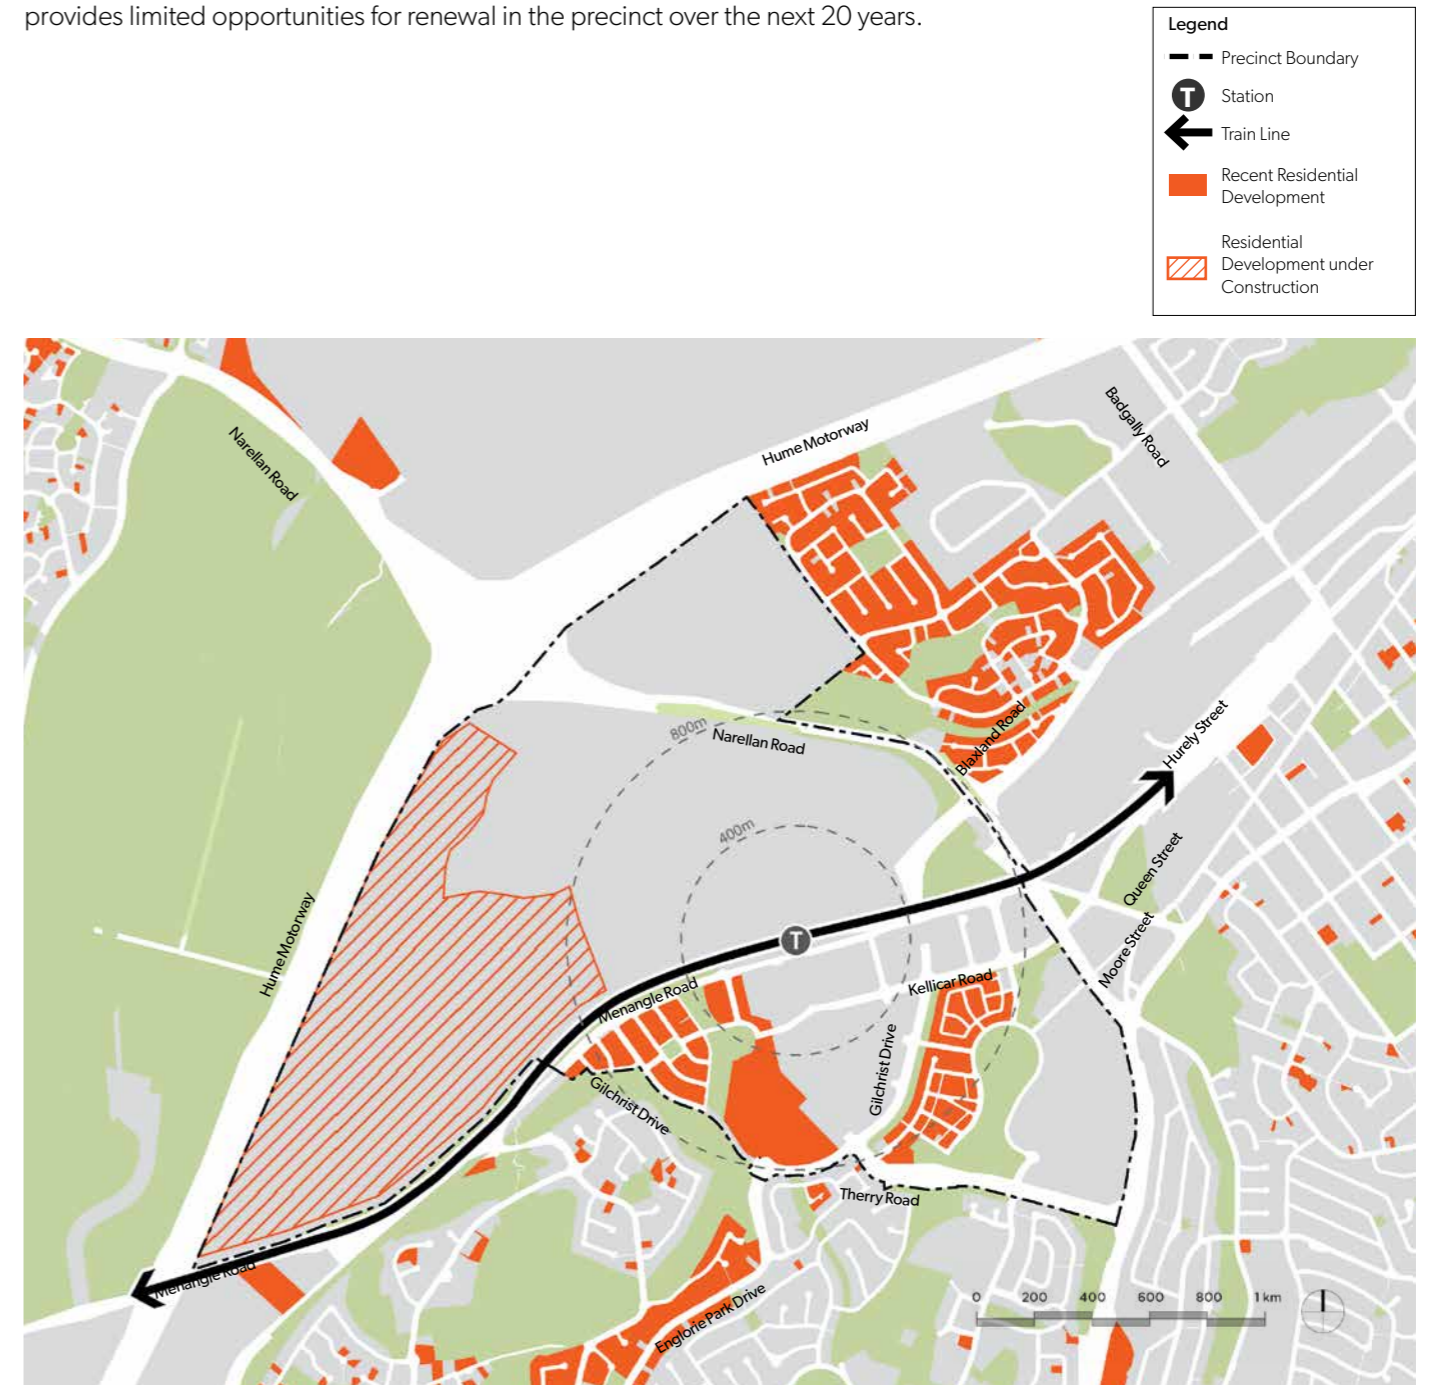 provides limited opportunities for renewal in the precinct over the next 20 years.
Legend
Precinct Boundary
T
Station
Train Line
Recent Residential
Development
Residential
Development under
Construction
Badgally Road
Hume Motorway
Narellan Road
Hurely Street
Blaxland Road
800m
Narellan Road
400m
Queen Street
Hume Motorway
Moore Street
T
Kellicar Road
Menangle Road
Gilchrist Drive
Gilchrist Drive
Therry Road
Menangle Road
Englorie Park Drive
0 200 400 600 800 1 km